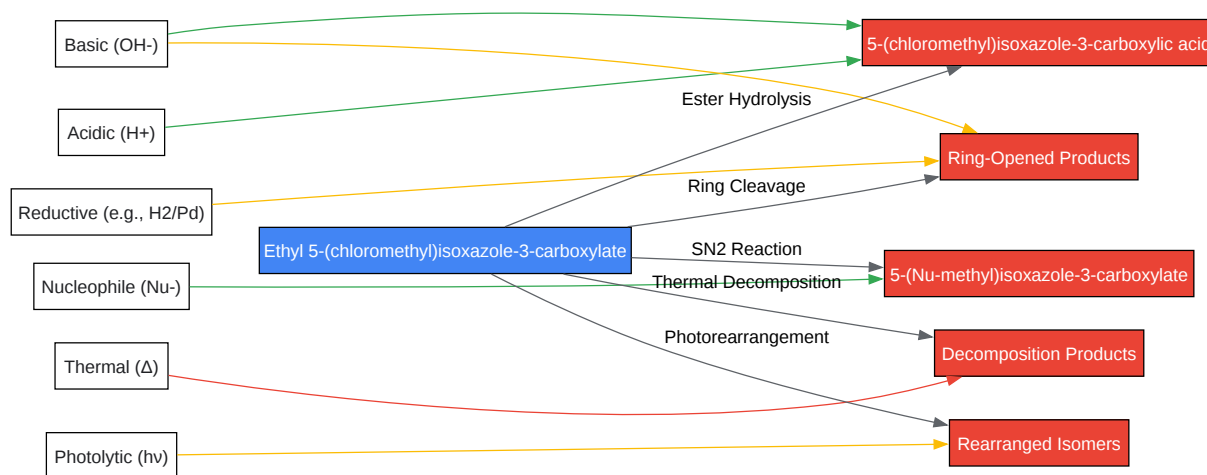 Basic (OH-)
Acidic (H+)
Reductive (e.g., H2/Pd)
Nucleophile (Nu-)
Thermal (Δ)
Photolytic (hν)
Ethyl 5-(chloromethyl)isoxazole-3-carboxylate
Ester Hydrolysis
Ring Cleavage
SN2 Reaction
Thermal Decomposition
Photorearrangement
5-(chloromethyl)isoxazole-3-carboxylic acid
Ring-Opened Products
5-(Nu-methyl)isoxazole-3-carboxylate
Decomposition Products
Rearranged Isomers